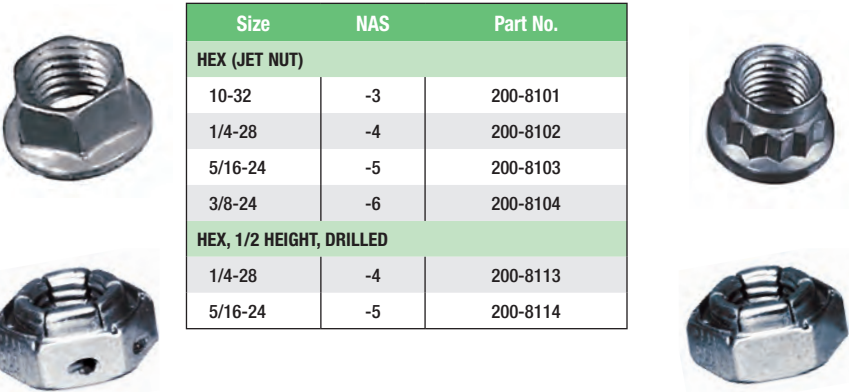 Size NAS Part No.
HEX (JET NUT)
10-32 -3 200-8101
1/4-28 -4 200-8102
5/16-24 -5 200-8103
3/8-24 -6 200-8104
HEX, 1/2 HEIGHT, DRILLED
1/4-28 -4 200-8113
5/16-24 -5 200-8114